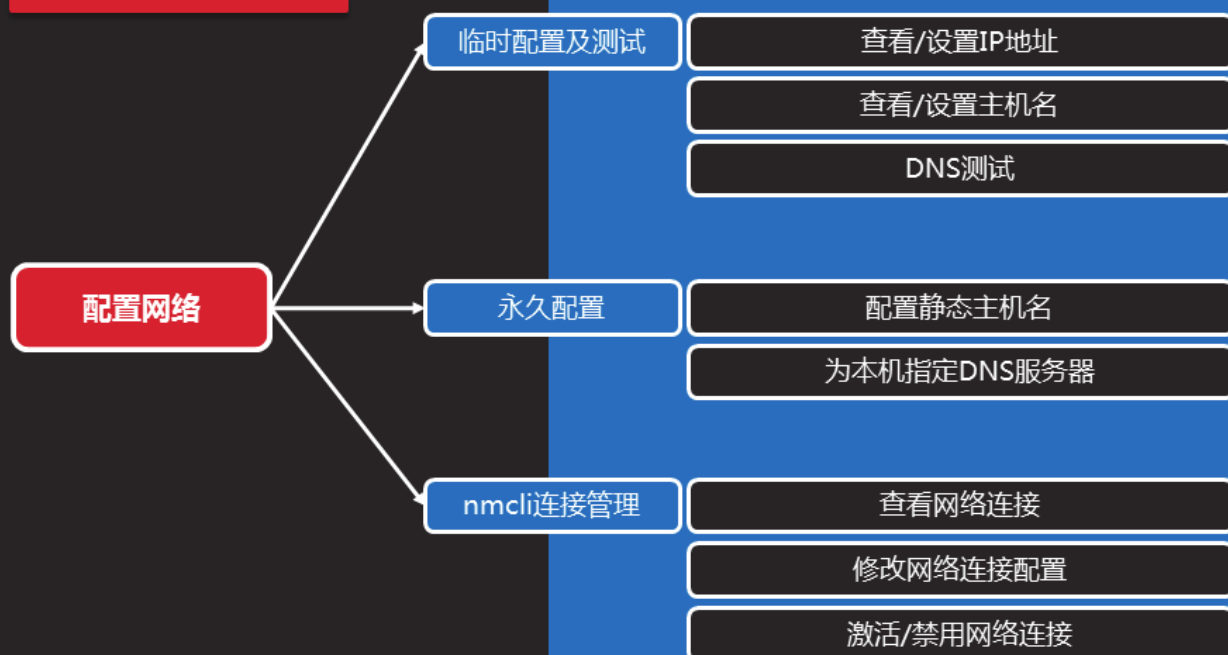 临时配置及测试
查看/设置IP地址
查看/设置主机名
DNS测试
配置网络
永久配置
配置静态主机名
为本机指定DNS服务器
nmcli连接管理
查看网络连接
修改网络连接配置
激活/禁用网络连接